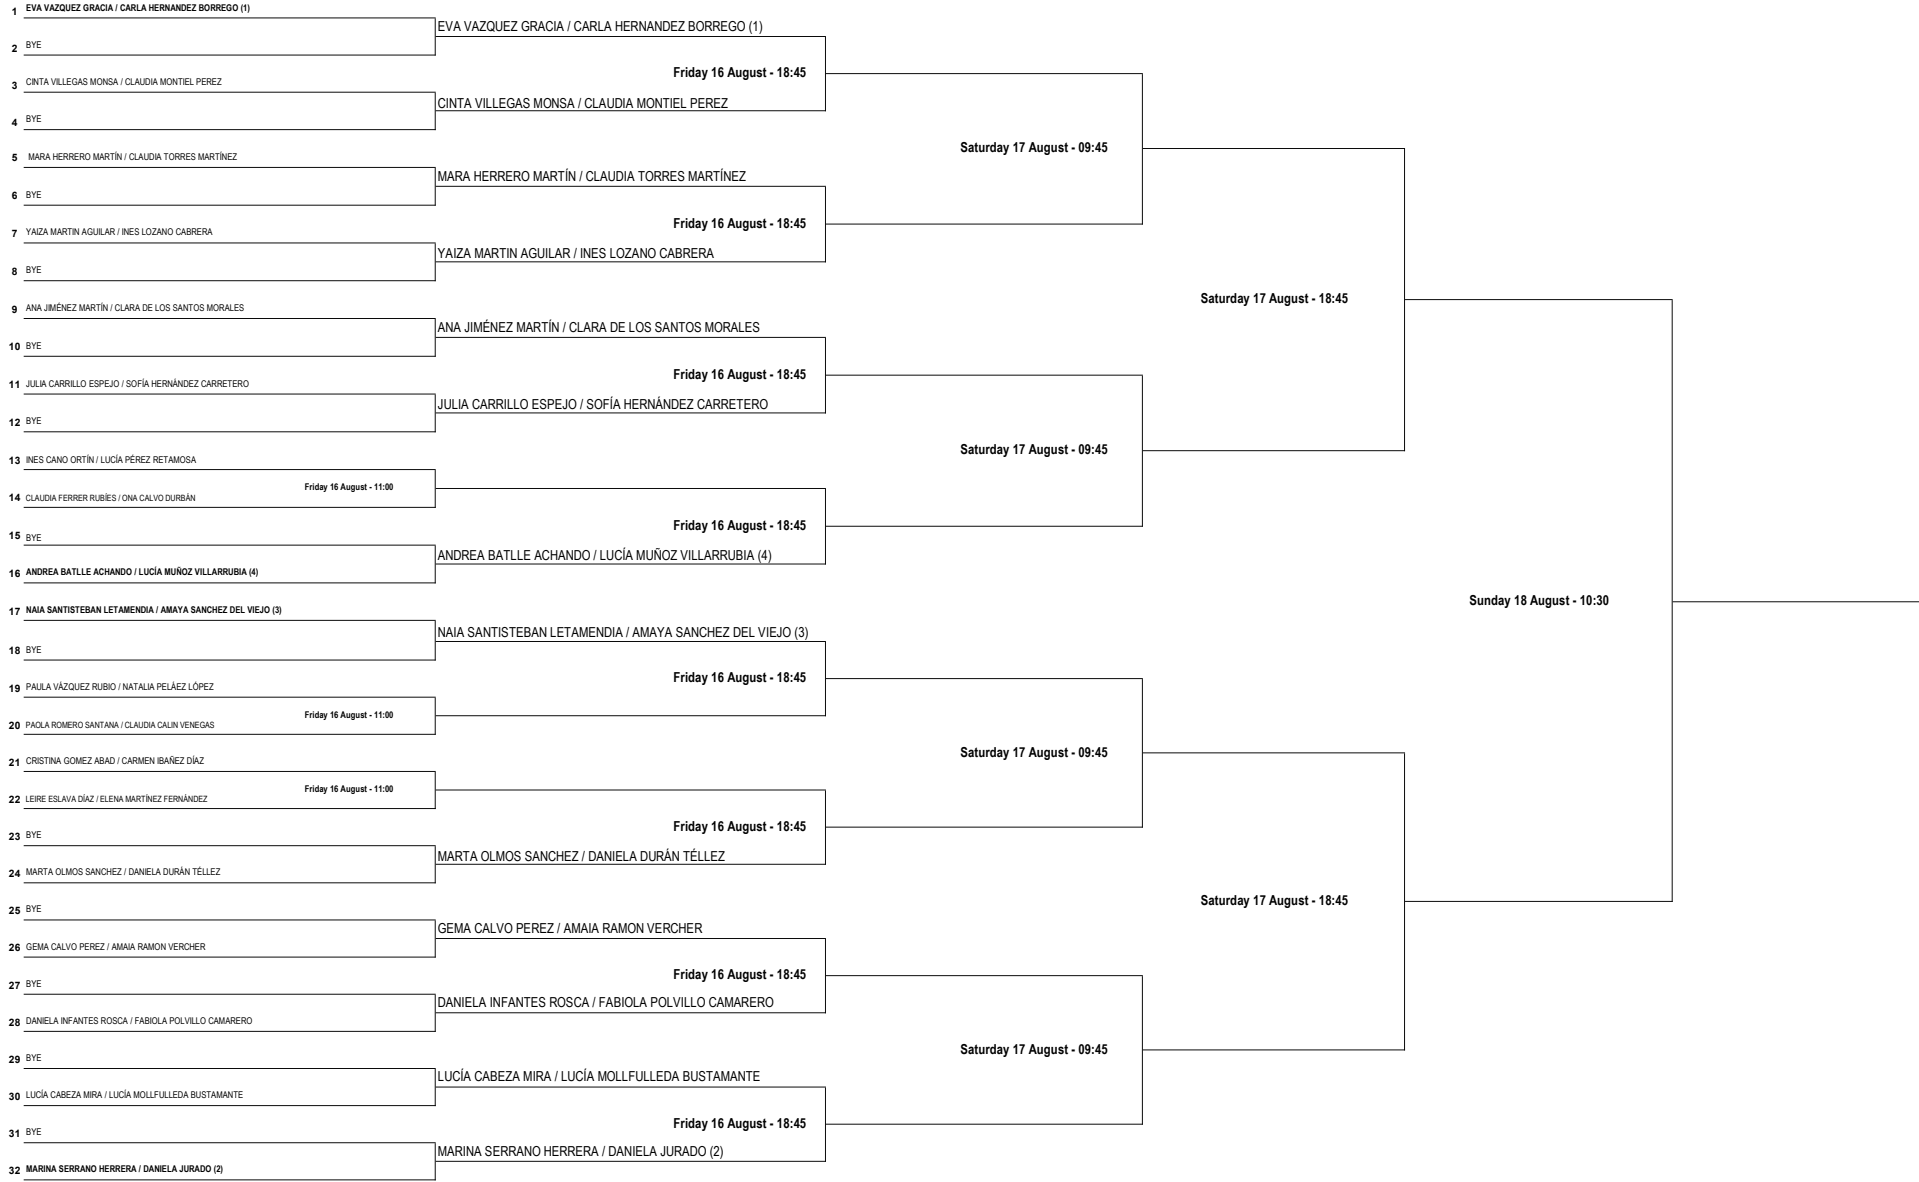 1 EVA VAZQUEZ GRACIA / CARLA HERNANDEZ BORREGO (1)
EVA VAZQUEZ GRACIA / CARLA HERNANDEZ BORREGO (1)
2 BYE
Friday 16 August - 18:45
3 CINTA VILLEGAS MONSA / CLAUDIA MONTIEL PEREZ
CINTA VILLEGAS MONSA / CLAUDIA MONTIEL PEREZ
4 BYE
Saturday 17 August - 09:45
5 MARA HERRERO MARTÍN / CLAUDIA TORRES MARTÍNEZ
MARA HERRERO MARTÍN / CLAUDIA TORRES MARTÍNEZ
6 BYE
Friday 16 August - 18:45
7 YAIZA MARTIN AGUILAR / INES LOZANO CABRERA
YAIZA MARTIN AGUILAR / INES LOZANO CABRERA
8 BYE
Saturday 17 August - 18:45
9 ANA JIMÉNEZ MARTÍN / CLARA DE LOS SANTOS MORALES
ANA JIMÉNEZ MARTÍN / CLARA DE LOS SANTOS MORALES
10 BYE
Friday 16 August - 18:45
11 JULIA CARRILLO ESPEJO / SOFÍA HERNÁNDEZ CARRETERO
JULIA CARRILLO ESPEJO / SOFÍA HERNÁNDEZ CARRETERO
12 BYE
Saturday 17 August - 09:45
13 INES CANO ORTÍN / LUCÍA PÉREZ RETAMOSA
Friday 16 August - 11:00
14 CLAUDIA FERRER RUBÍES / ONA CALVO DURBÁN
Friday 16 August - 18:45
15 BYE
ANDREA BATLLE ACHANDO / LUCÍA MUÑOZ VILLARRUBIA (4)
16 ANDREA BATLLE ACHANDO / LUCÍA MUÑOZ VILLARRUBIA (4)
Sunday 18 August - 10:30
17 NAIA SANTISTEBAN LETAMENDIA / AMAYA SANCHEZ DEL VIEJO (3)
NAIA SANTISTEBAN LETAMENDIA / AMAYA SANCHEZ DEL VIEJO (3)
18 BYE
Friday 16 August - 18:45
19 PAULA VÁZQUEZ RUBIO / NATALIA PELÁEZ LÓPEZ
Friday 16 August - 11:00
20 PAOLA ROMERO SANTANA / CLAUDIA CALIN VENEGAS
Saturday 17 August - 09:45
21 CRISTINA GOMEZ ABAD / CARMEN IBAÑEZ DÍAZ
Friday 16 August - 11:00
22 LEIRE ESLAVA DÍAZ / ELENA MARTÍNEZ FERNÁNDEZ
Friday 16 August - 18:45
23 BYE
MARTA OLMOS SANCHEZ / DANIELA DURÁN TÉLLEZ
24 MARTA OLMOS SANCHEZ / DANIELA DURÁN TÉLLEZ
Saturday 17 August - 18:45
25 BYE
GEMA CALVO PEREZ / AMAIA RAMON VERCHER
26 GEMA CALVO PEREZ / AMAIA RAMON VERCHER
Friday 16 August - 18:45
27 BYE
DANIELA INFANTES ROSCA / FABIOLA POLVILLO CAMARERO
28 DANIELA INFANTES ROSCA / FABIOLA POLVILLO CAMARERO
Saturday 17 August - 09:45
29 BYE
LUCÍA CABEZA MIRA / LUCÍA MOLLFULLEDA BUSTAMANTE
30 LUCÍA CABEZA MIRA / LUCÍA MOLLFULLEDA BUSTAMANTE
Friday 16 August - 18:45
31 BYE
MARINA SERRANO HERRERA / DANIELA JURADO (2)
32 MARINA SERRANO HERRERA / DANIELA JURADO (2)